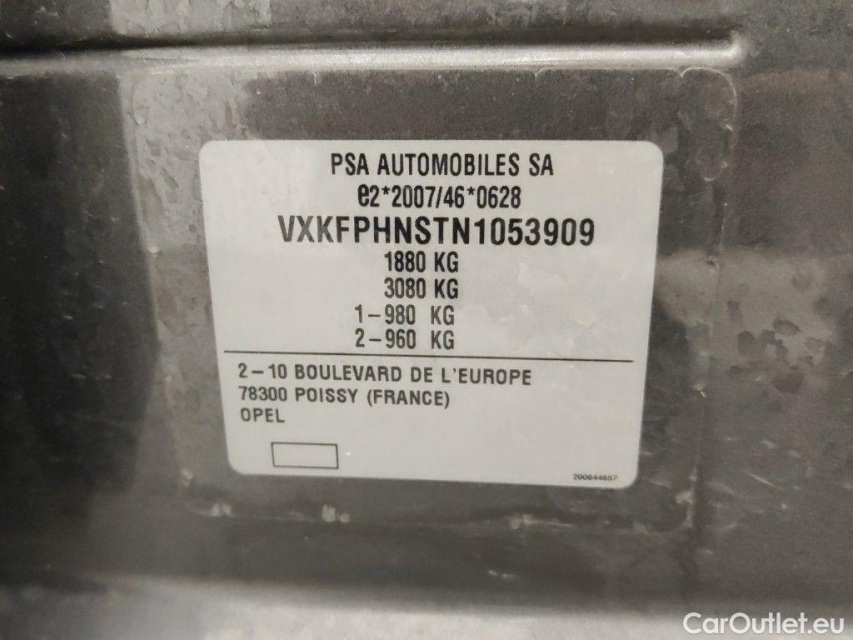 PSA AUTOMOBILES SA
e2*2007/46*0628
VXKFPHNSTN1053909
1880 KG
3080 KG
1-980 KG
2-960 KG
2-10 BOULEVARD DE L'EUROPE
78300 POISSY (FRANCE)
OPEL
200644657
CarOutlet.eu